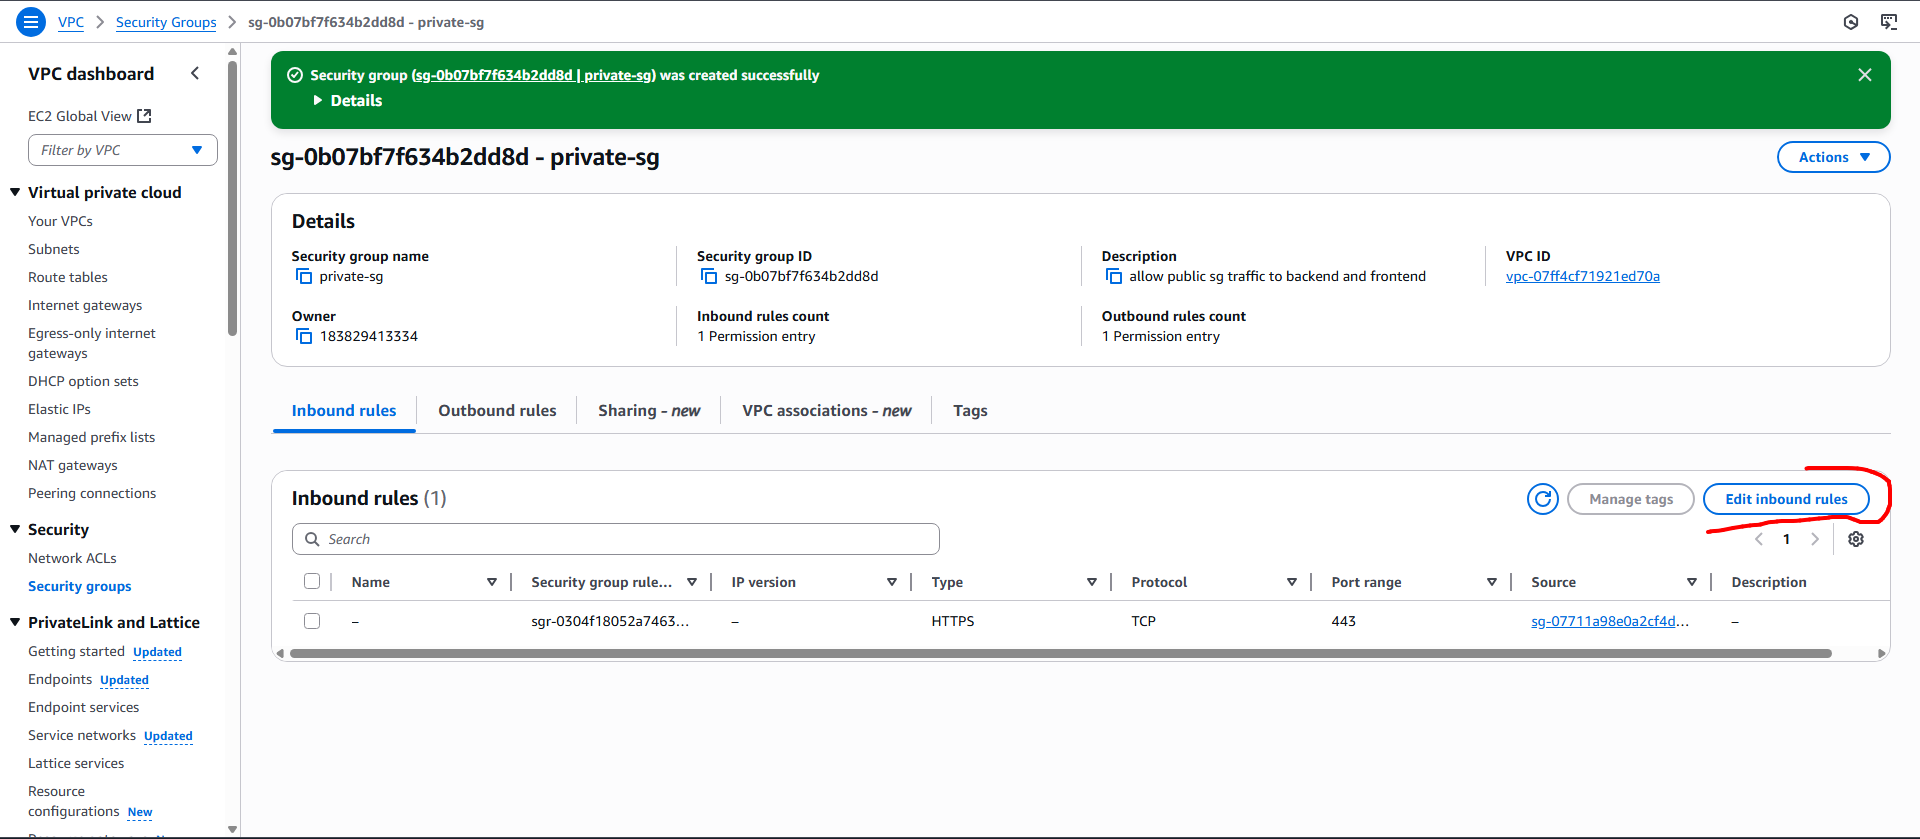 VPC > Security Groups > sg-0b07bf7f634b2dd8d - private-sg
VPC dashboard
EC2 Global View
Filter by VPC
Virtual private cloud
Your VPCs
Subnets
Route tables
Internet gateways
Egress-only internet
gateways
DHCP option sets
Elastic IPs
Managed prefix lists
NAT gateways
Peering connections
Security
Network ACLs
Security groups
PrivateLink and Lattice
Getting started Updated
Endpoints Updated
Endpoint services
Service networks Updated
Lattice services
Resource
configurations New
Security group (sg-0b07bf7f634b2dd8d | private-sg) was created successfully
Details
sg-0b07bf7f634b2dd8d - private-sg
Actions
Details
Security group name
private-sg
Security group ID
sg-0b07bf7f634b2dd8d
Description
allow public sg traffic to backend and frontend
VPC ID
vpc-07ff4cf71921ed70a
Owner
183829413334
Inbound rules count
1 Permission entry
Outbound rules count
1 Permission entry
Inbound rules Outbound rules Sharing - new VPC associations - new Tags
Inbound rules (1)
Manage tags Edit inbound rules
Search
1
Name Security group rule... IP version Type Protocol Port range Source Description
– sgr-0304f18052a7463... – HTTPS TCP 443 sg-07711a98e0a2cf4d... –